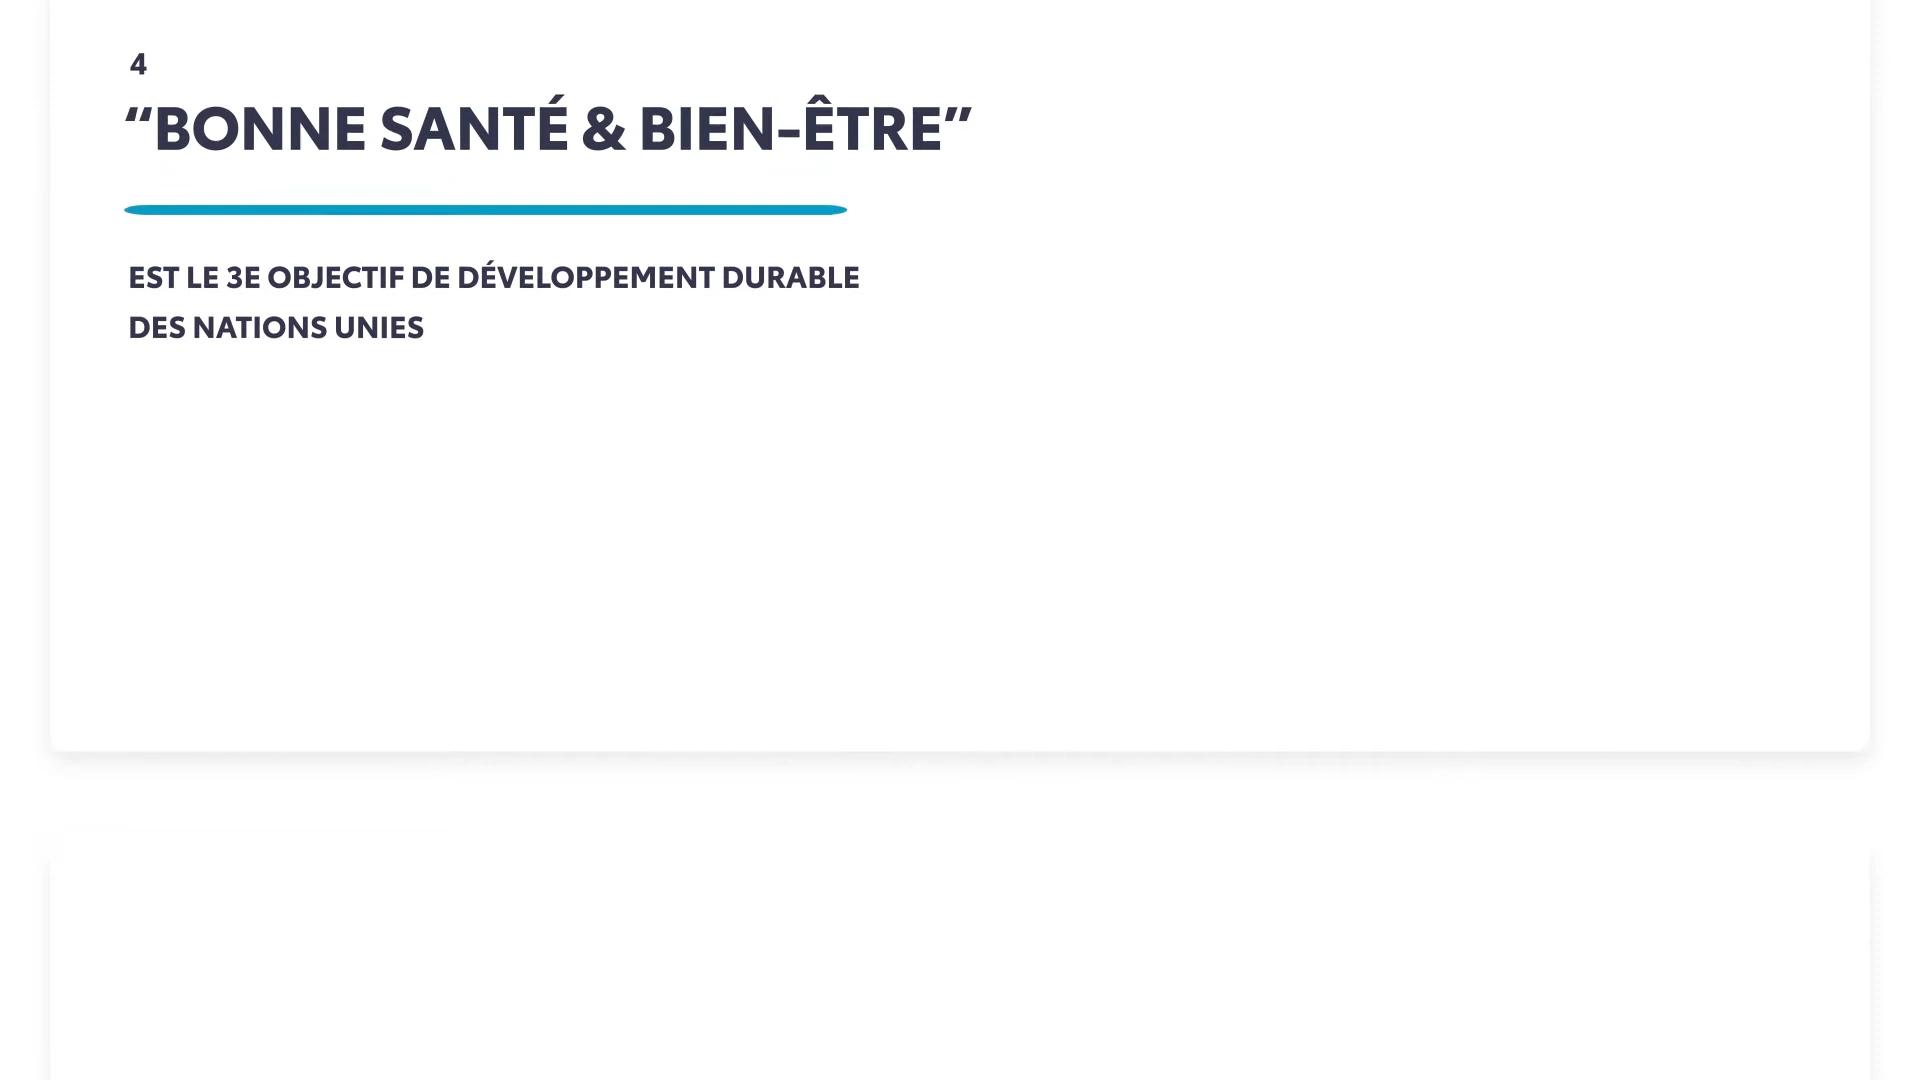 4
“BONNE SANTÉ & BIEN-ÊTRE”
EST LE 3E OBJECTIF DE DÉVELOPPEMENT DURABLE
DES NATIONS UNIES